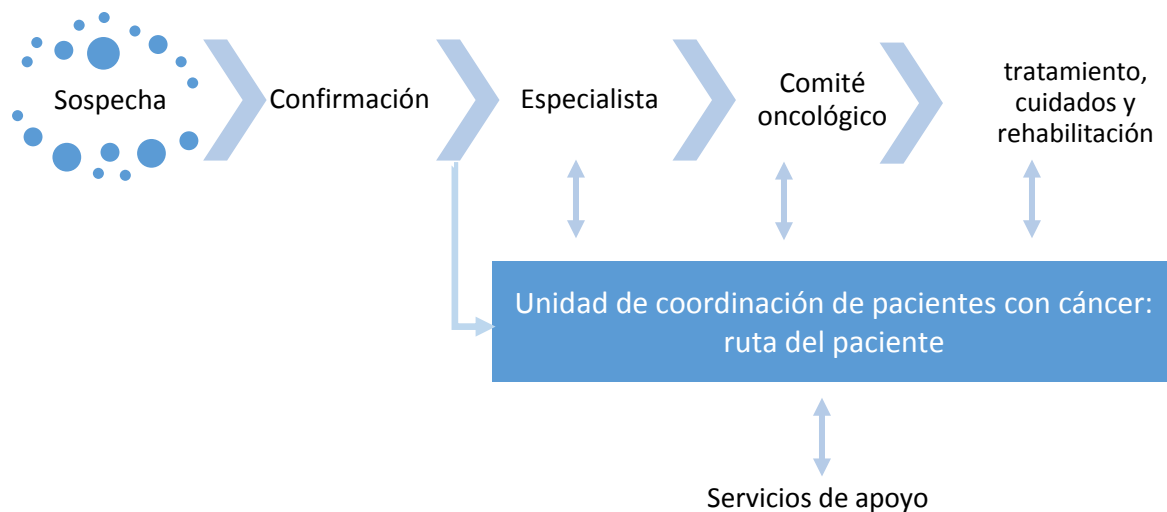 Sospecha
Confirmación
Especialista
Comité
oncológico
tratamiento,
cuidados y
rehabilitación
Unidad de coordinación de pacientes con cáncer:
ruta del paciente
Servicios de apoyo